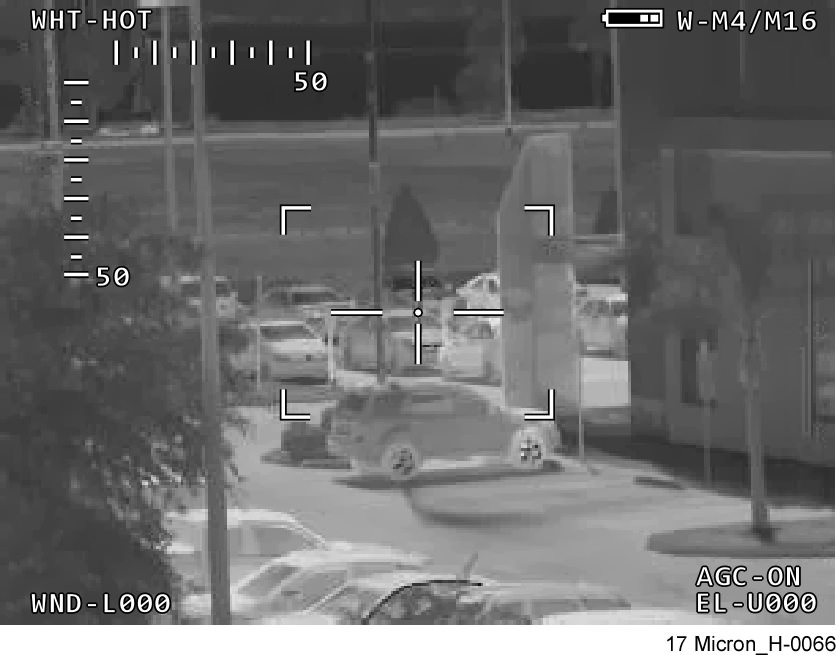 WHT-HOT
W-M4/M16
50
50
AGC-ON
WND-L000
EL-U000
17 Micron_H-0066